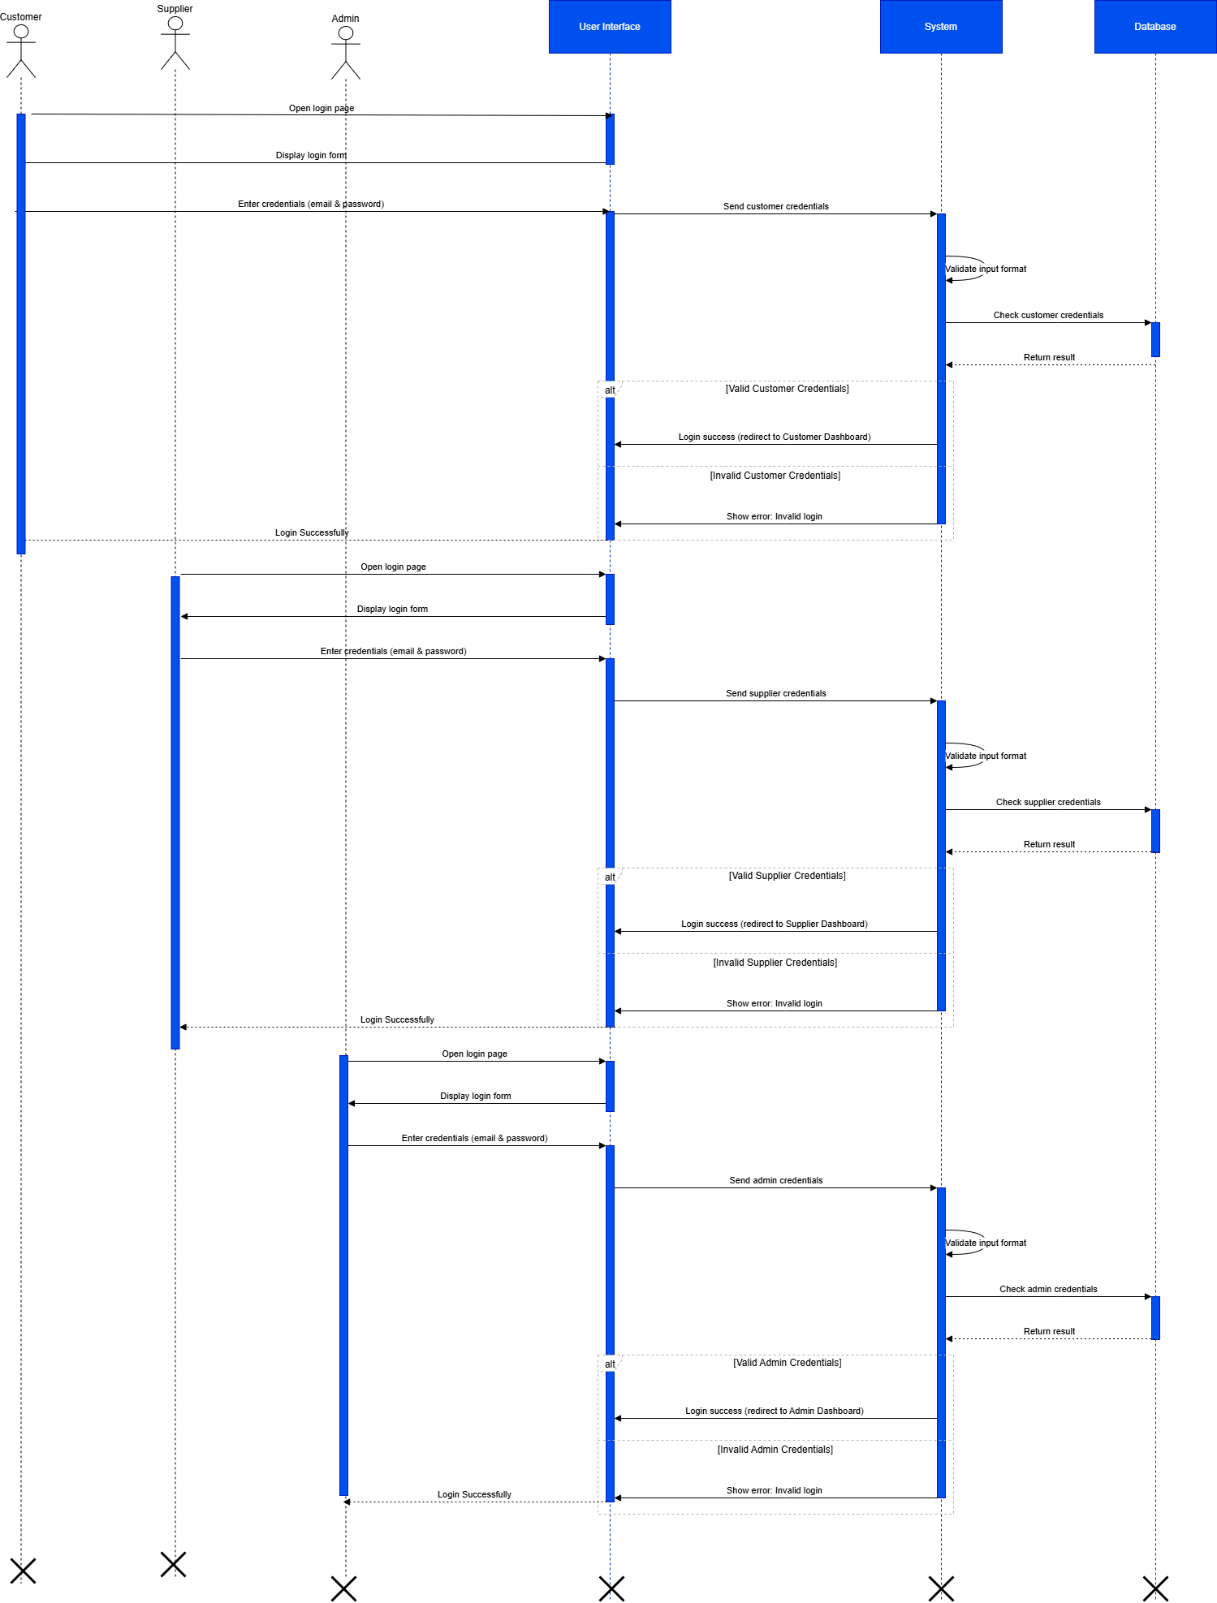 Customer
Supplier
Admin
User Interface
System
Database
Open login page
Display login form
Enter credentials (email & password)
Send customer credentials
Validate input format
Check customer credentials
Return result
alt
[Valid Customer Credentials]
Login success (redirect to Customer Dashboard)
[Invalid Customer Credentials]
Show error: Invalid login
Login Successfully
Open login page
Display login form
Enter credentials (email & password)
Send supplier credentials
Validate input format
Check supplier credentials
Return result
alt
[Valid Supplier Credentials]
Login success (redirect to Supplier Dashboard)
[Invalid Supplier Credentials]
Show error: Invalid login
Login Successfully
Open login page
Display login form
Enter credentials (email & password)
Send admin credentials
Validate input format
Check admin credentials
Return result
alt
[Valid Admin Credentials]
Login success (redirect to Admin Dashboard)
[Invalid Admin Credentials]
Show error: Invalid login
Login Successfully